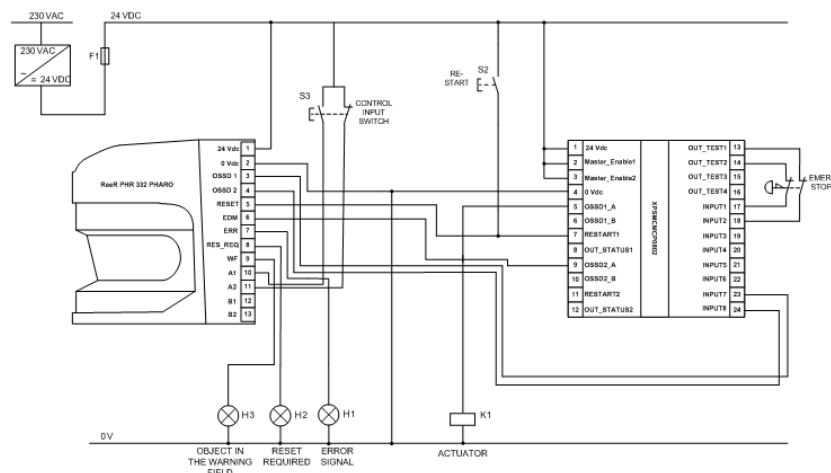 230 VAC
24 VDC
230 VAC
~
= 24 VDC
F1
S3
CONTROL
INPUT
SWITCH
RE-
START
S2
ReeR PHR 332 PHARO
24 Vdc 1
0 Vdc 2
OSSD 1 3
OSSD 2 4
RESET 5
EDM 6
ERR 7
RES_REQ 8
WF 9
A1 10
A2 11
B1 12
B2 13
1 24 Vdc
2 Master_Enable1
3 Master_Enable2
4 0 Vdc
5 OSSD1_A
6 OSSD1_B
7 RESTART1
8 OUT_STATUS1
9 OSSD2_A
10 OSSD2_B
11 RESTART2
12 OUT_STATUS2
XPSMCMCP0802
OUT_TEST1 13
OUT_TEST2 14
OUT_TEST3 15
OUT_TEST4 16
INPUT1 17
INPUT2 18
INPUT3 19
INPUT4 20
INPUT5 21
INPUT6 22
INPUT7 23
INPUT8 24
EMER
STOP
H3
H2
H1
K1
0 V
OBJECT IN
THE WARNING
FIELD
RESET
REQUIRED
ERROR
SIGNAL
ACTUATOR